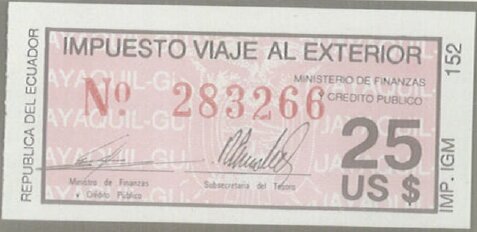 IMPUESTO VIAJE AL EXTERIOR
MINISTERIO DE FINANZAS
Y CREDITO PUBLICO
Nº 283266
25
US $
Ministro de Finanzas
y Crédito Público
Subsecretaria del Tesoro
REPUBLICA DEL ECUADOR
152
IMP. IGM